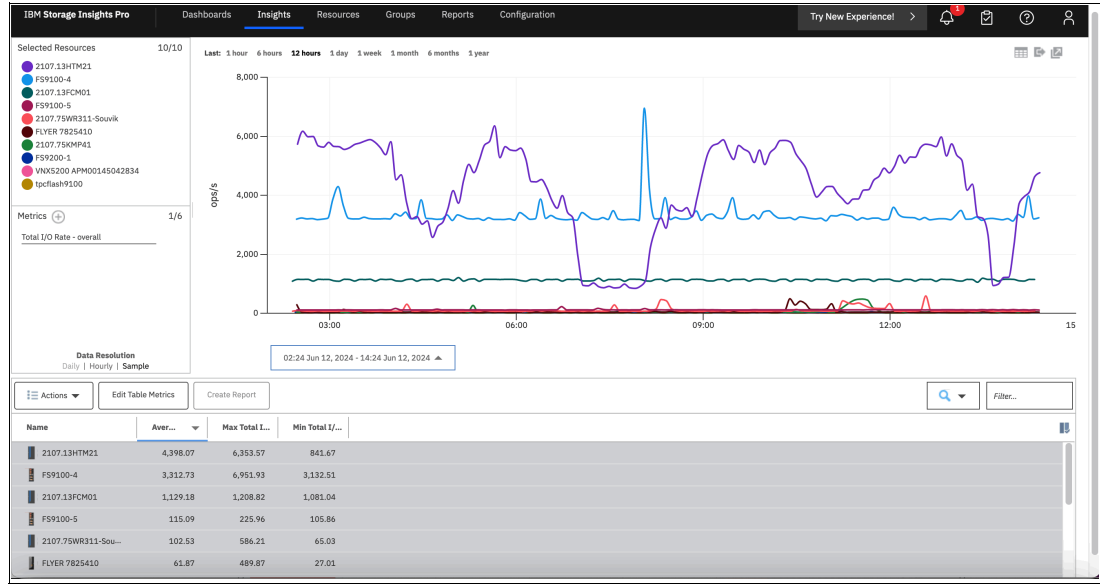 IBM Storage Insights Pro Dashboards Insights Resources Groups Reports Configuration Try New Experience! 1
Selected Resources 10/10
2107.13HTM21
FS9100-4
2107.13FCM01
FS9100-5
2107.75WR311-Souvik
FLYER 7825410
2107.75KMP41
FS9200-1
VNX5200 APM00145042834
tpcflash9100
Metrics 1/6
Total I/O Rate - overall
Data Resolution
Daily | Hourly | Sample
Last: 1 hour 6 hours 12 hours 1 day 1 week 1 month 6 months 1 year
8,000
6,000
4,000
2,000
0
ops/s
03:00 06:00 09:00 12:00 15
02:24 Jun 12, 2024 - 14:24 Jun 12, 2024
Actions Edit Table Metrics Create Report Filter...
Name Aver... Max Total I... Min Total I/...
2107.13HTM21 4,398.07 6,353.57 841.67
FS9100-4 3,312.73 6,951.93 3,132.51
2107.13FCM01 1,129.18 1,208.82 1,081.04
FS9100-5 115.09 225.96 105.86
2107.75WR311-Sou... 102.53 586.21 65.03
FLYER 7825410 61.87 489.87 27.01